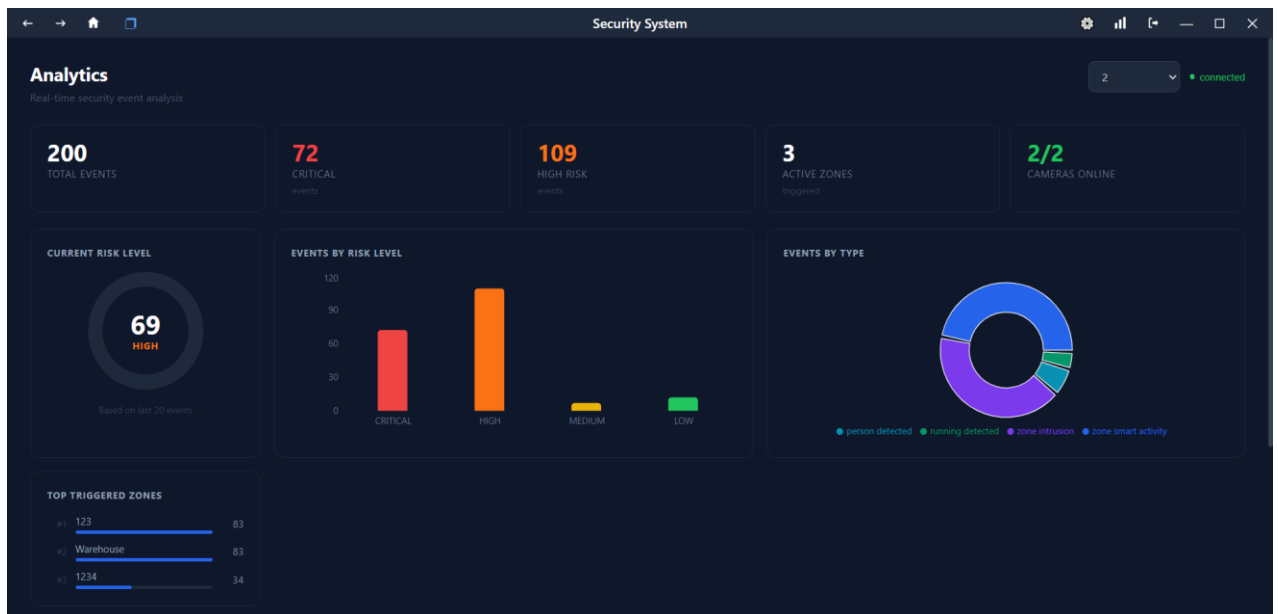 Security System
Analytics
Real-time security event analysis
2
connected
200
TOTAL EVENTS
72
CRITICAL
events
109
HIGH RISK
events
3
ACTIVE ZONES
triggered
2/2
CAMERAS ONLINE
CURRENT RISK LEVEL
69
HIGH
Based on last 20 events
EVENTS BY RISK LEVEL
120
90
60
30
0
CRITICAL HIGH MEDIUM LOW
EVENTS BY TYPE
person detected running detected zone intrusion zone smart activity
TOP TRIGGERED ZONES
#1 123 83
#2 Warehouse 83
#3 1234 34